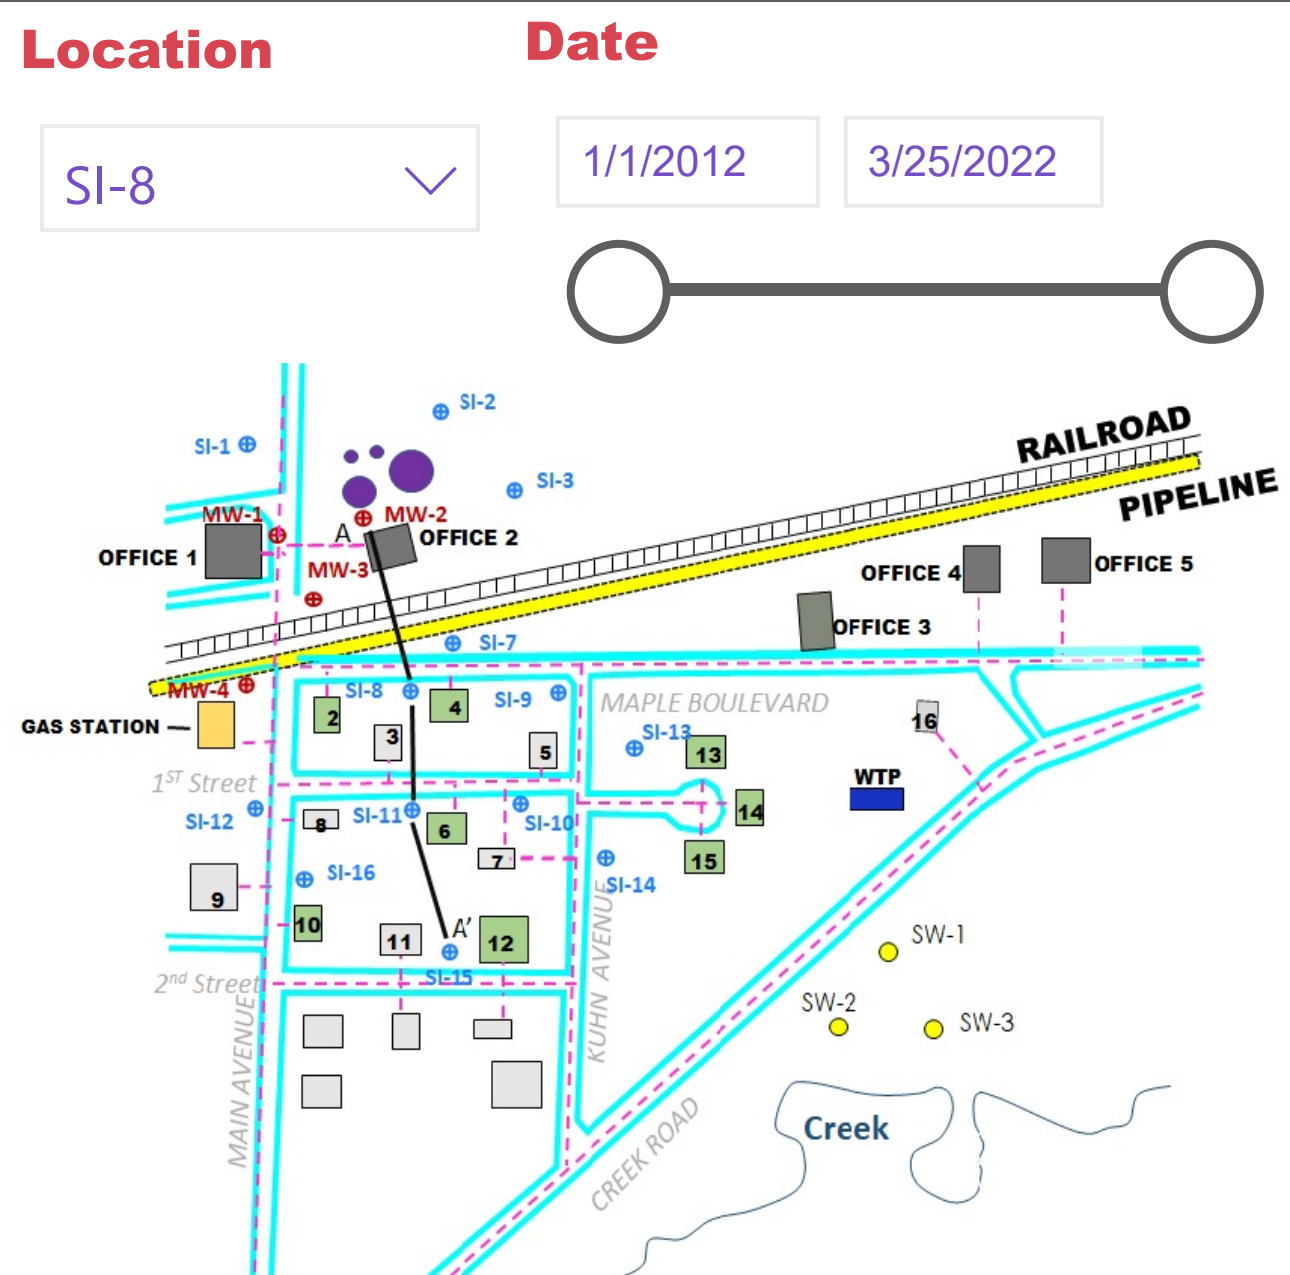 Location
Date
SI-8
1/1/2012
3/25/2022
SI-2
SI-1
SI-3
RAILROAD
PIPELINE
MW-1
MW-2
A
OFFICE 2
OFFICE 1
MW-3
OFFICE 4
OFFICE 5
OFFICE 3
SI-7
MW-4
SI-8
SI-9
MAPLE BOULEVARD
2
4
GAS STATION
3
5
SI-13
13
16
1ST Street
WTP
SI-12
8
SI-11
6
SI-10
14
7
15
SI-16
SI-14
9
10
11
A'
12
SI-15
KUHN AVENUE
SW-1
2nd Street
SW-2
SW-3
MAIN AVENUE
CREEK ROAD
Creek